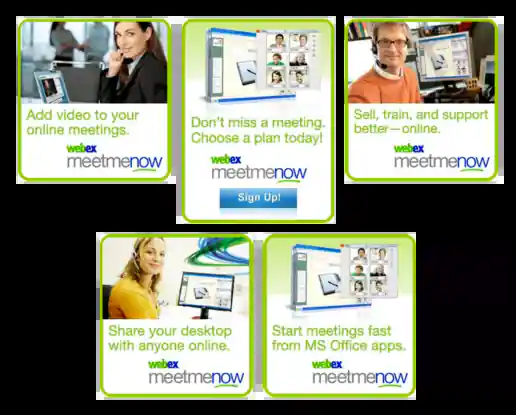 Add video to your
online meetings.
webex
meetmenow
Don't miss a meeting.
Choose a plan today!
webex
meetmenow
Sign Up!
Sell, train, and support
better—online.
webex
meetmenow
Share your desktop
with anyone online.
webex
meetmenow
Start meetings fast
from MS Office apps.
webex
meetmenow